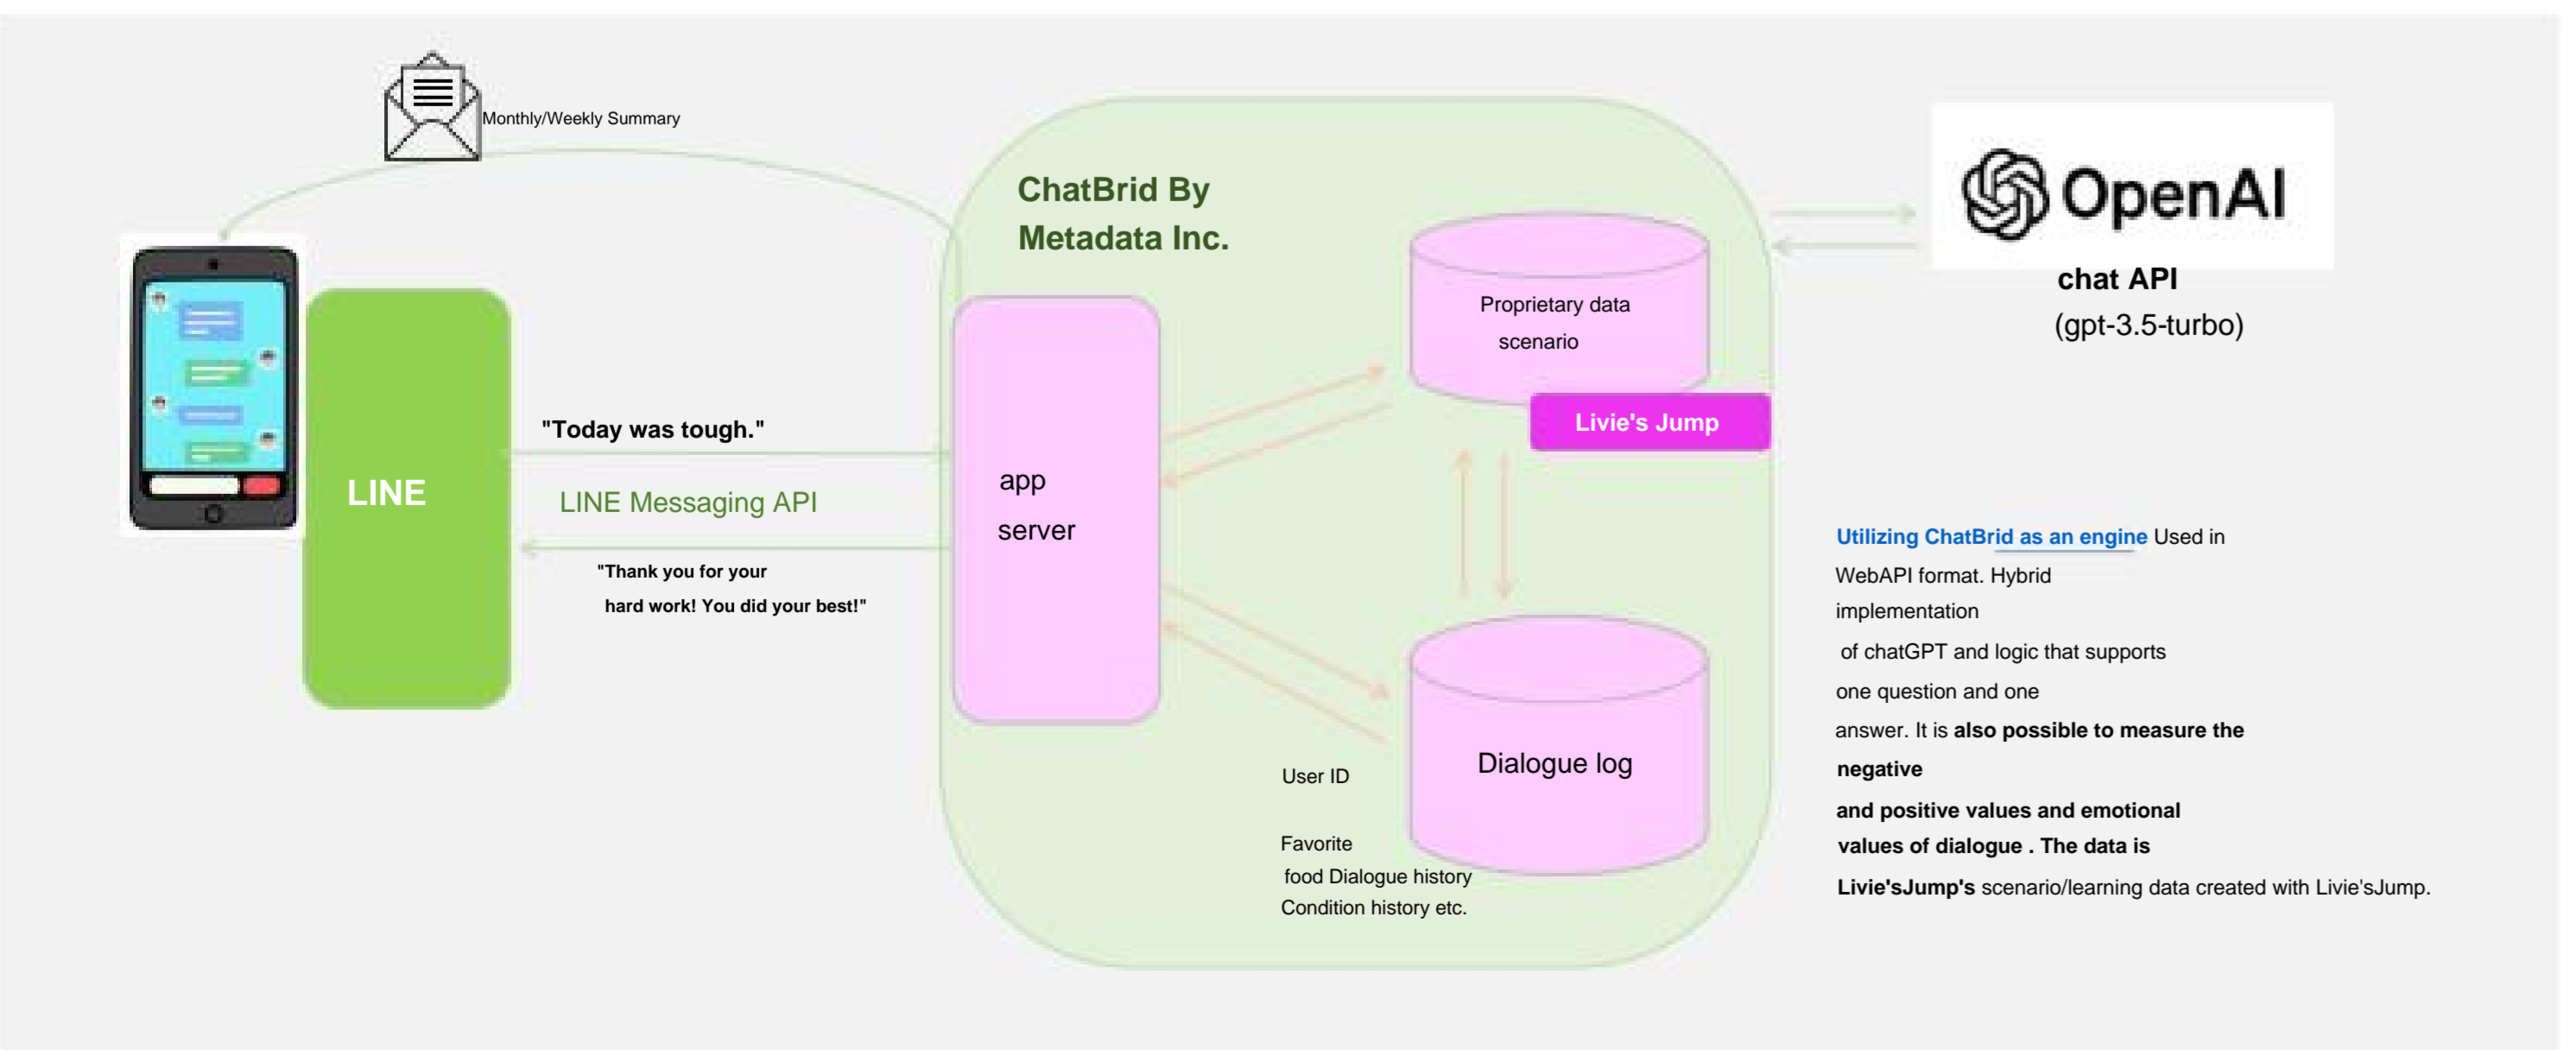 Monthly/Weekly Summary
ChatBrid By
Metadata Inc.
OpenAI
chat API
(gpt-3.5-turbo)
Proprietary data
scenario
Livie's Jump
LINE
"Today was tough."
LINE Messaging API
"Thank you for your
hard work! You did your best!"
app
server
Dialogue log
User ID
Favorite
food Dialogue history
Condition history etc.
Utilizing ChatBrid as an engine Used in
WebAPI format. Hybrid
implementation
of chatGPT and logic that supports
one question and one
answer. It is also possible to measure the
negative
and positive values and emotional
values of dialogue . The data is
Livie'sJump's scenario/learning data created with Livie'sJump.